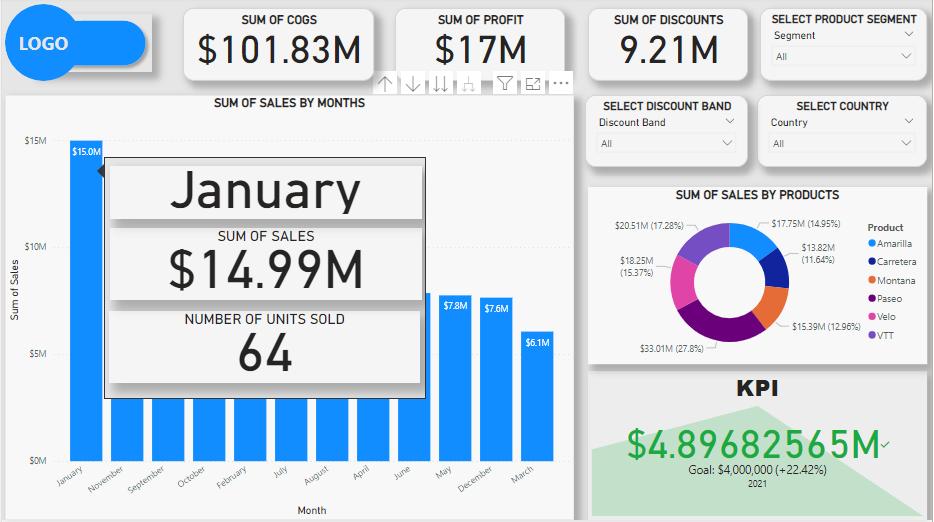 LOGO
SUM OF COGS
$101.83M
SUM OF PROFIT
$17M
SUM OF DISCOUNTS
9.21M
SELECT PRODUCT SEGMENT
Segment
All
SELECT DISCOUNT BAND
Discount Band
All
SELECT COUNTRY
Country
All
SUM OF SALES BY MONTHS
Sum of Sales
$15M
$10M
$5M
$0M
$15.0M
$7.8M
$7.6M
$6.1M
January
SUM OF SALES
$14.99M
NUMBER OF UNITS SOLD
64
January
November
September
October
February
July
August
April
June
May
December
March
Month
SUM OF SALES BY PRODUCTS
$20.51M (17.28%)
$17.75M (14.95%)
$13.82M
(11.64%)
$18.25M
(15.37%)
$15.39M (12.96%)
$33.01M (27.8%)
Product
Amarilla
Carretera
Montana
Paseo
Velo
VTT
KPI
$4.89682565M
Goal: $4,000,000 (+22.42%)
2021